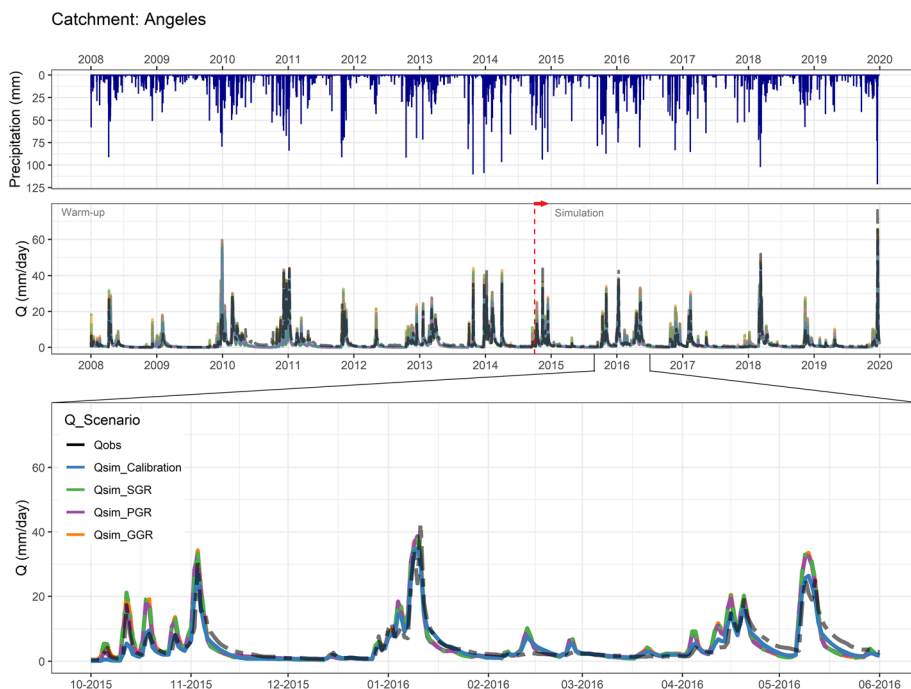 Catchment: Angeles
2008 2009 2010 2011 2012 2013 2014 2015 2016 2017 2018 2019 2020
Precipitation (mm)
0
25
50
75
100
125
Warm-up
Simulation
Q (mm/day)
60
40
20
0
2008 2009 2010 2011 2012 2013 2014 2015 2016 2017 2018 2019 2020
Q_Scenario
Qobs
Qsim_Calibration
Qsim_SGR
Qsim_PGR
Qsim_GGR
Q (mm/day)
60
40
20
0
10-2015 11-2015 12-2015 01-2016 02-2016 03-2016 04-2016 05-2016 06-2016